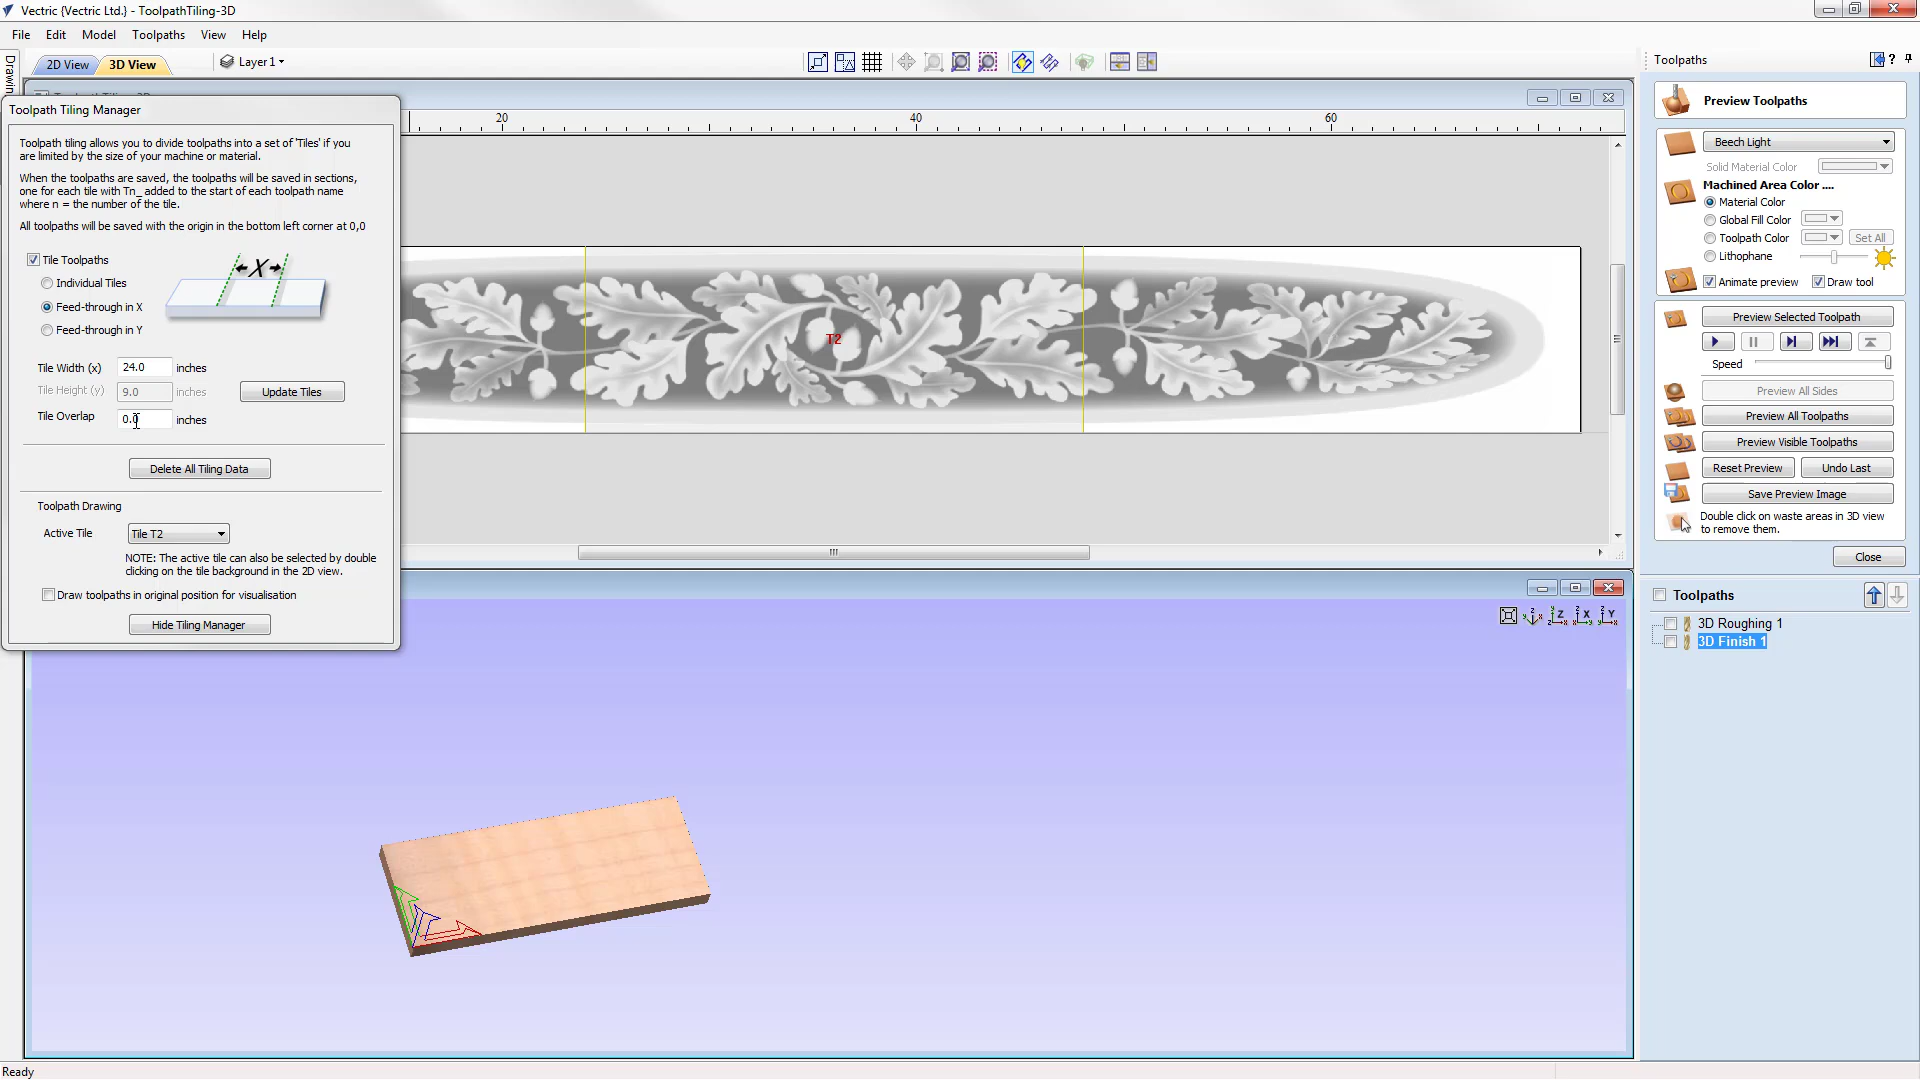 Vectric {Vectric Ltd.} - ToolpathTiling-3D
File Edit Model Toolpaths View Help
2D View
3D View
Layer 1
Toolpath Tiling Manager
Toolpath tiling allows you to divide toolpaths into a set of 'Tiles' if you
are limited by the size of your machine or material.
When the toolpaths are saved, the toolpaths will be saved in sections,
one for each tile with Tn_ added to the start of each toolpath name
where n = the number of the tile.
All toolpaths will be saved with the origin in the bottom left corner at 0,0
Tile Toolpaths
Individual Tiles
Feed-through in X
Feed-through in Y
X
Tile Width (x) 24.0 inches
Tile Height (y) 9.0 inches
Update Tiles
Tile Overlap 0.0 inches
Delete All Tiling Data
Toolpath Drawing
Active Tile Tile T2
NOTE: The active tile can also be selected by double
clicking on the tile background in the 2D view.
Draw toolpaths in original position for visualisation
Hide Tiling Manager
20 40 60
T2
Toolpaths
Preview Toolpaths
Beech Light
Solid Material Color
Machined Area Color ....
Material Color
Global Fill Color
Toolpath Color
Set All
Lithophane
Animate preview
Draw tool
Preview Selected Toolpath
Speed
Preview All Sides
Preview All Toolpaths
Preview Visible Toolpaths
Reset Preview
Undo Last
Save Preview Image
Double click on waste areas in 3D view
to remove them.
Close
Toolpaths
3D Roughing 1
3D Finish 1
Ready